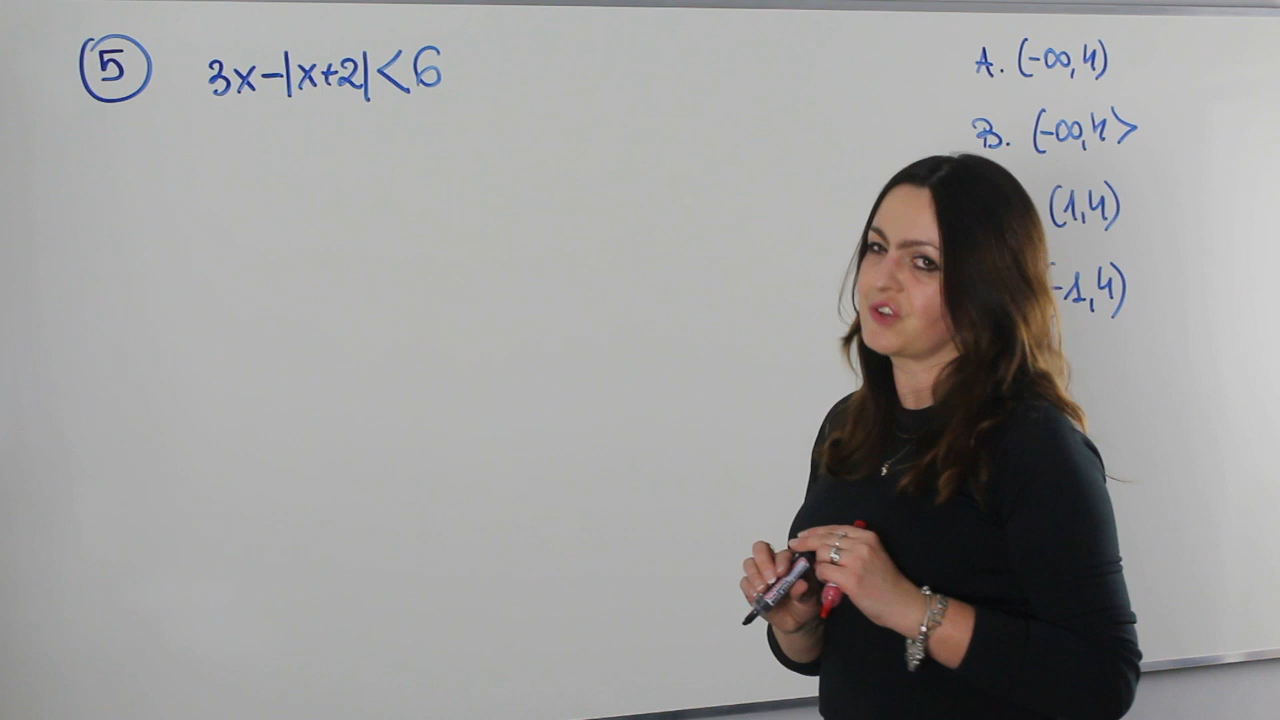 5 3x-|x+2|<6
A. (-∞,4)
B. (-∞,4>
(1,4)
-1,4)